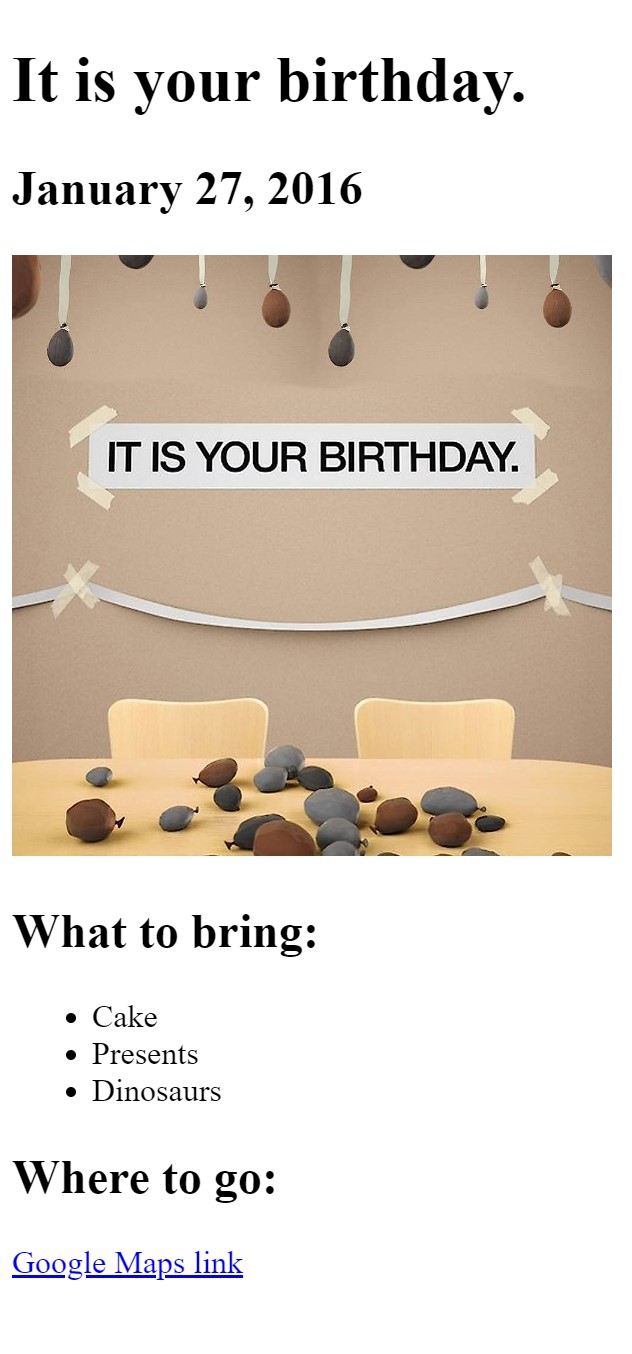 It is your birthday.
January 27, 2016
IT IS YOUR BIRTHDAY.
What to bring:
Cake
Presents
Dinosaurs
Where to go:
Google Maps link